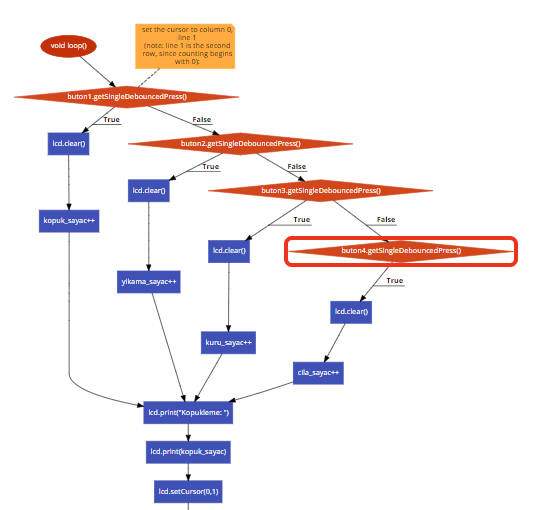 set the cursor to column 0,
line 1
(note: line 1 is the second
row, since counting begins
with 0):
void loop()
buton1.getSingleDebouncedPress()
True
False
lcd.clear()
buton2.getSingleDebouncedPress()
True
False
lcd.clear()
buton3.getSingleDebouncedPress()
kopuk_sayac++
True
False
lcd.clear()
buton4.getSingleDebouncedPress()
yikama_sayac++
True
lcd.clear()
kuru_sayac++
cila_sayac++
lcd.print("Kopukleme: ")
lcd.print(kopuk_sayac)
lcd.setCursor(0,1)